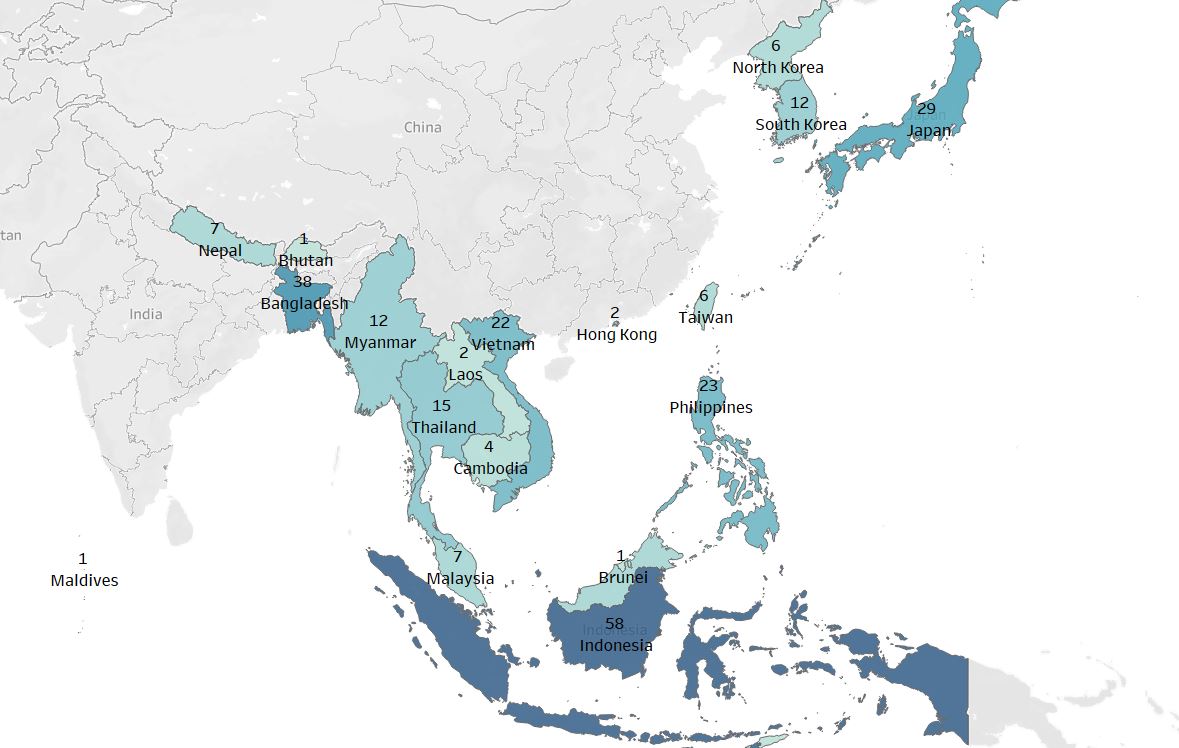 6
North Korea
12
South Korea
29
Japan
Japan
China
tan
7
Nepal
1
Bhutan
38
Bangladesh
India
12
Myanmar
22
Vietnam
2
Laos
2
Hong Kong
6
Taiwan
15
Thailand
23
Philippines
4
Cambodia
1
Maldives
7
Malaysia
1
Brunei
58
Indonesia
Indonesia